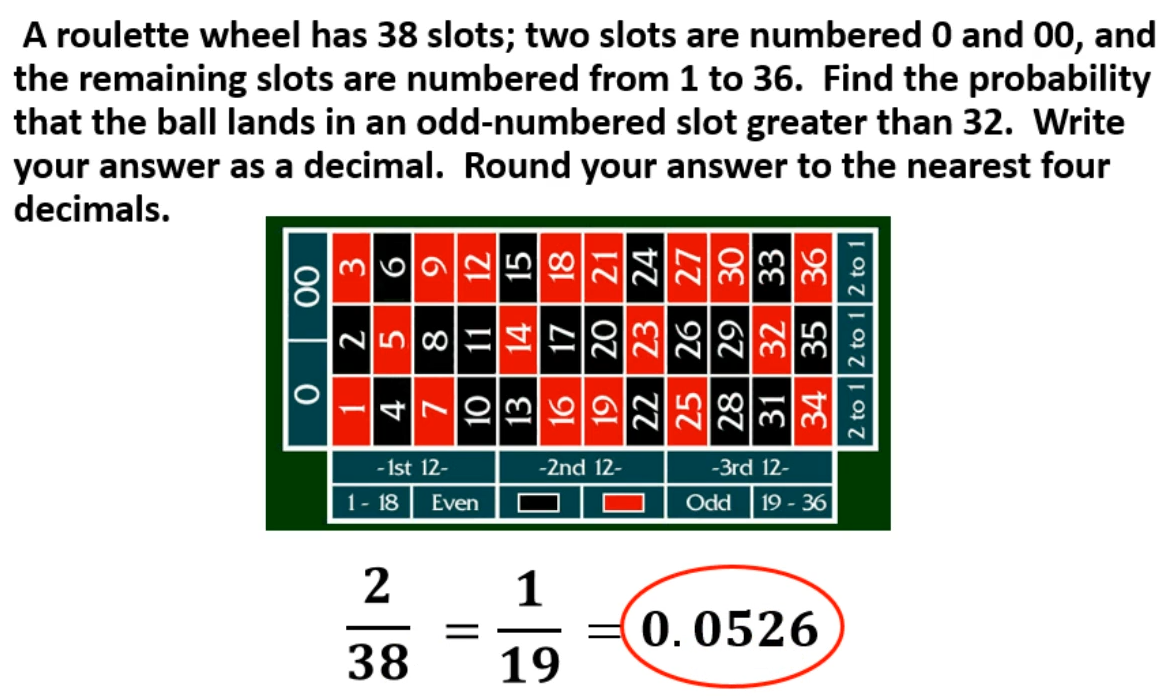 A roulette wheel has 38 slots; two slots are numbered 0 and 00, and
the remaining slots are numbered from 1 to 36. Find the probability
that the ball lands in an odd-numbered slot greater than 32. Write
your answer as a decimal. Round your answer to the nearest four
decimals.
00 3 6 9 12 15 18 21 24 27 30 33 36 2 to 1
2 5 8 11 14 17 20 23 26 29 32 35 2 to 1
0 1 4 7 10 13 16 19 22 25 28 31 34 2 to 1
-1st 12- -2nd 12- -3rd 12-
1 - 18 Even Odd 19 - 36
2/38 = 1/19 = 0.0526